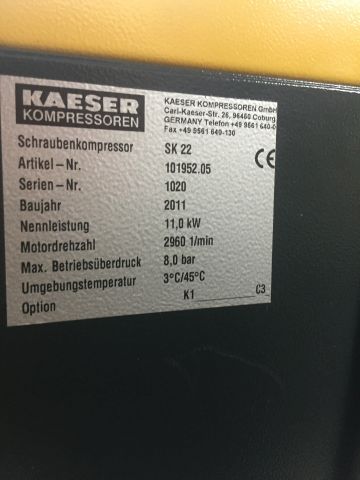 KAESER
KOMPRESSOREN
KAESER KOMPRESSOREN GmbH
Carl-Kaeser-Str. 26, 96450 Coburg
GERMANY Telefon +49 9561 640-0
Fax +49 9561 640-130
CE
Schraubenkompressor SK 22
Artikel–Nr. 101952.05
Serien–Nr. 1020
Baujahr 2011
Nennleistung 11,0 kW
Motordrehzahl 2960 1/min
Max. Betriebsüberdruck 8,0 bar
Umgebungstemperatur 3°C/45°C
Option K1 C3